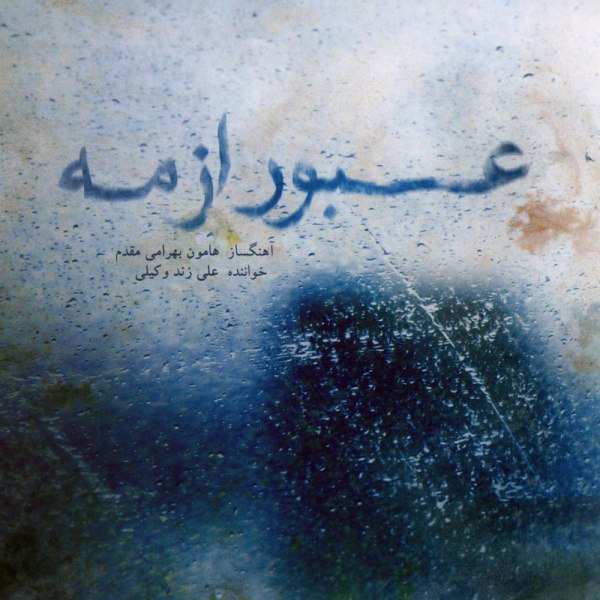 عبور از مه
آهنگساز هامون بهرامی مقدم
خواننده علی زند وکیلی